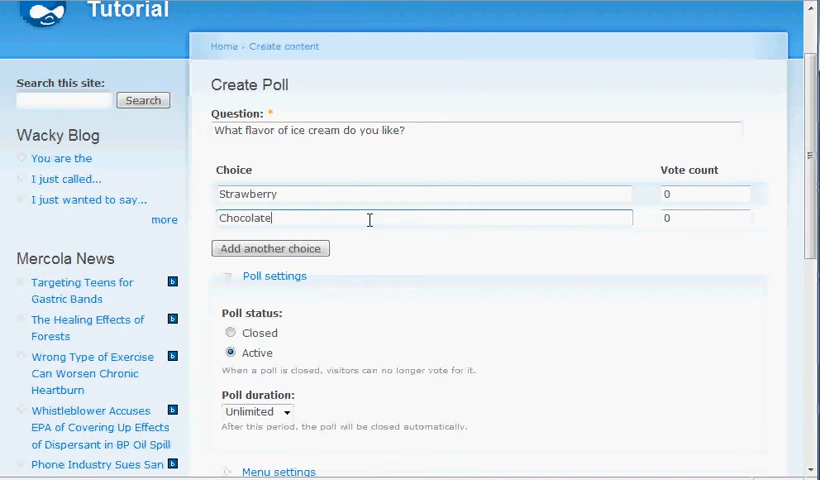 Tutorial
Home › Create content
Search this site:
Search
Create Poll
Question: *
What flavor of ice cream do you like?
Choice
Vote count
Strawberry
0
Chocolate
0
Add another choice
Poll settings
Poll status:
Closed
Active
When a poll is closed, visitors can no longer vote for it.
Poll duration:
Unlimited
After this period, the poll will be closed automatically.
Menu settings
Wacky Blog
You are the
I just called...
I just wanted to say...
more
Mercola News
Targeting Teens for
Gastric Bands
The Healing Effects of
Forests
Wrong Type of Exercise
Can Worsen Chronic
Heartburn
Whistleblower Accuses
EPA of Covering Up Effects
of Dispersant in BP Oil Spill
Phone Industry Sues San
b
b
b
b
b